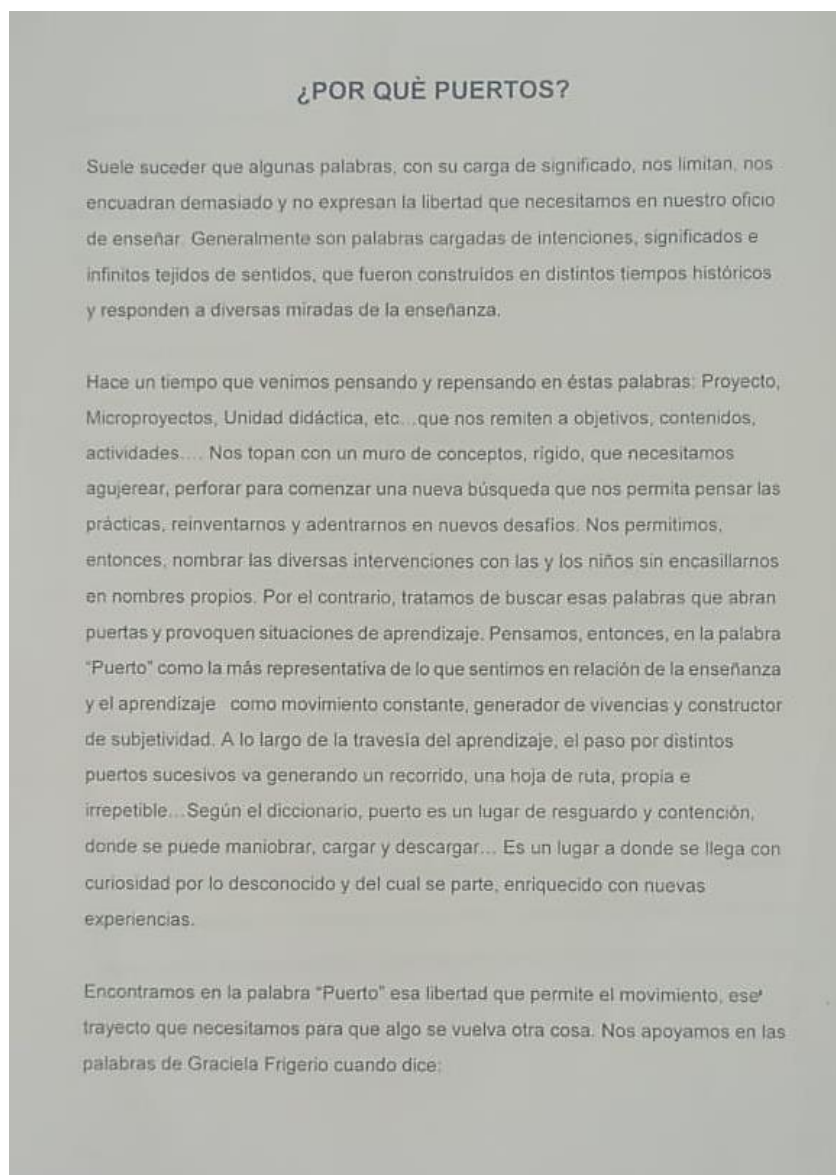 ¿POR QUÈ PUERTOS?
Suele suceder que algunas palabras, con su carga de significado, nos limitan, nos
encuadran demasiado y no expresan la libertad que necesitamos en nuestro oficio
de enseñar. Generalmente son palabras cargadas de intenciones, significados e
infinitos tejidos de sentidos, que fueron construidos en distintos tiempos históricos
y responden a diversas miradas de la enseñanza.
Hace un tiempo que venimos pensando y repensando en éstas palabras: Proyecto,
Microproyectos, Unidad didáctica, etc...que nos remiten a objetivos, contenidos,
actividades.... Nos topan con un muro de conceptos, rígido, que necesitamos
agujerear, perforar para comenzar una nueva búsqueda que nos permita pensar las
prácticas, reinventarnos y adentrarnos en nuevos desafíos. Nos permitimos,
entonces, nombrar las diversas intervenciones con las y los niños sin encasillarnos
en nombres propios. Por el contrario, tratamos de buscar esas palabras que abran
puertas y provoquen situaciones de aprendizaje. Pensamos, entonces, en la palabra
“Puerto” como la más representativa de lo que sentimos en relación de la enseñanza
y el aprendizaje como movimiento constante, generador de vivencias y constructor
de subjetividad. A lo largo de la travesía del aprendizaje, el paso por distintos
puertos sucesivos va generando un recorrido, una hoja de ruta, propia e
irrepetible...Según el diccionario, puerto es un lugar de resguardo y contención,
donde se puede maniobrar, cargar y descargar... Es un lugar a donde se llega con
curiosidad por lo desconocido y del cual se parte, enriquecido con nuevas
experiencias.
Encontramos en la palabra “Puerto” esa libertad que permite el movimiento, ese
trayecto que necesitamos para que algo se vuelva otra cosa. Nos apoyamos en las
palabras de Graciela Frigerio cuando dice: